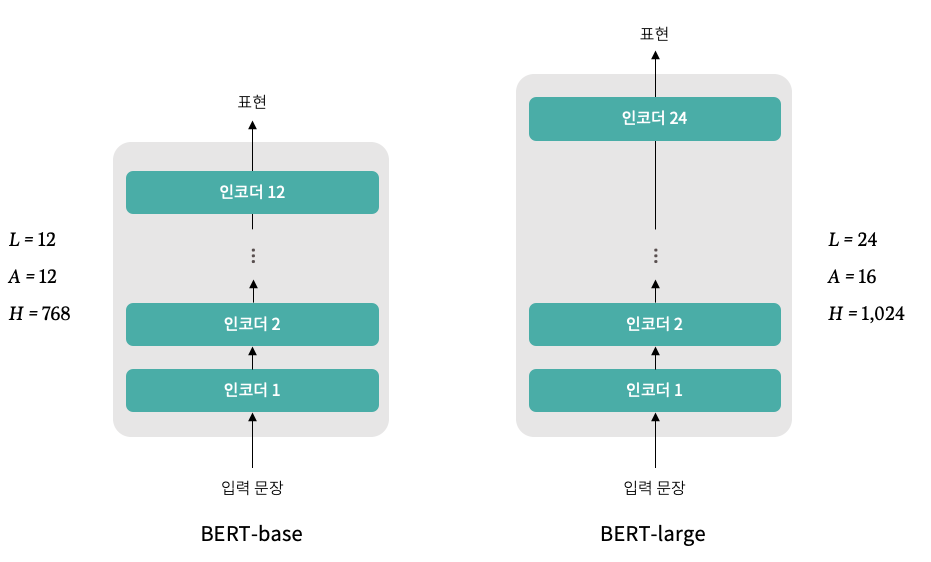 표현
인코더 12
⋮
인코더 2
인코더 1
입력 문장
L = 12
A = 12
H = 768
BERT-base
표현
인코더 24
⋮
인코더 2
인코더 1
입력 문장
L = 24
A = 16
H = 1,024
BERT-large